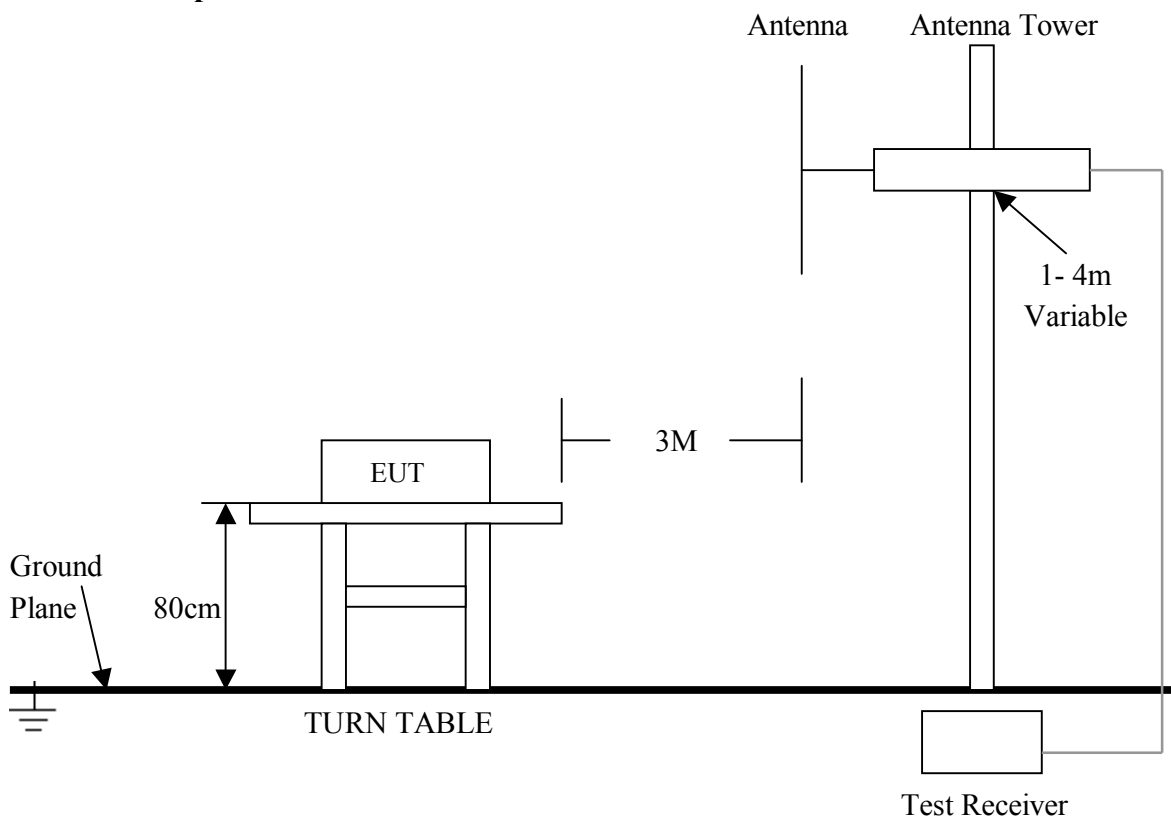 Antenna
Antenna Tower
1- 4m
Variable
3M
EUT
Ground
Plane
80cm
TURN TABLE
Test Receiver